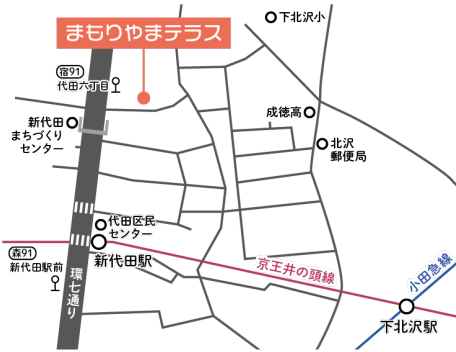 まもりやまテラス
下北沢小
宿91
代田六丁目
新代田
まちづくり
センター
成徳高
北沢
郵便局
代田区民
センター
森91
新代田駅前
新代田駅
環七通り
京王井の頭線
小田急線
下北沢駅